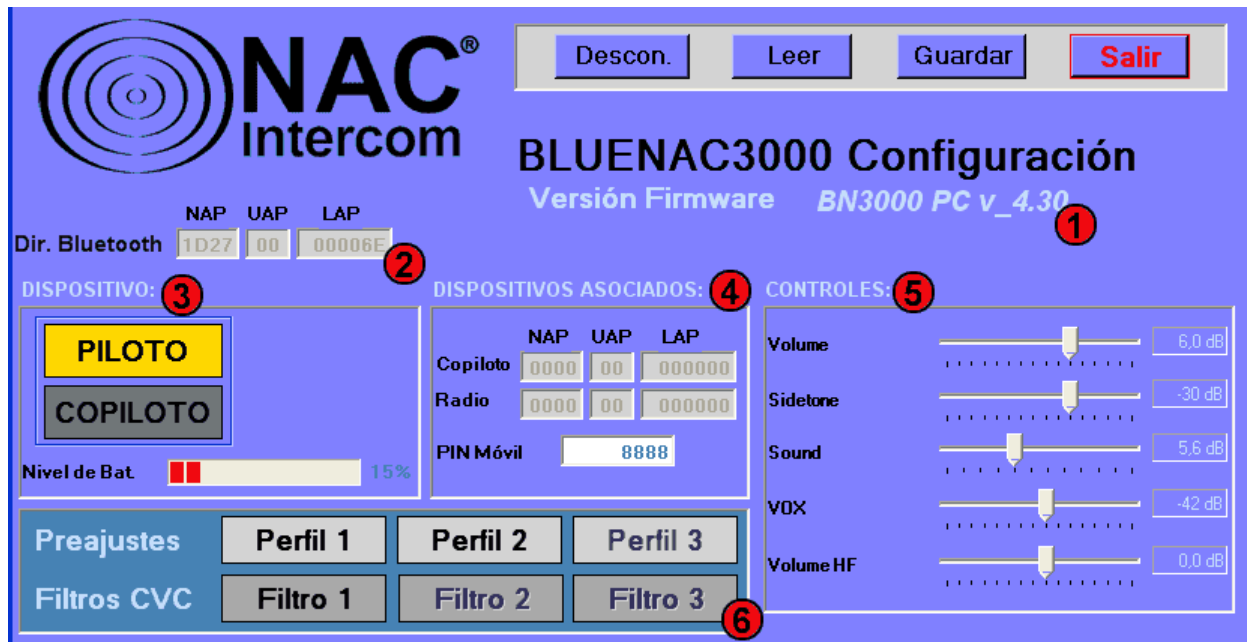 NAC®
Intercom
Descon. Leer Guardar Salir
BLUENAC3000 Configuración
Versión Firmware BN3000 PC v_4.30
1
NAP UAP LAP
Dir. Bluetooth 1D27 00 00006E
2
DISPOSITIVO: 3
PILOTO
COPILOTO
Nivel de Bat. 15%
DISPOSITIVOS ASOCIADOS: 4
NAP UAP LAP
Copiloto 0000 00 000000
Radio 0000 00 000000
PIN Móvil 8888
CONTROLES: 5
Volume 6,0 dB
Sidetone -30 dB
Sound 5,6 dB
VOX -42 dB
Volume HF 0,0 dB
Preajustes Perfil 1 Perfil 2 Perfil 3
Filtros CVC Filtro 1 Filtro 2 Filtro 3
6